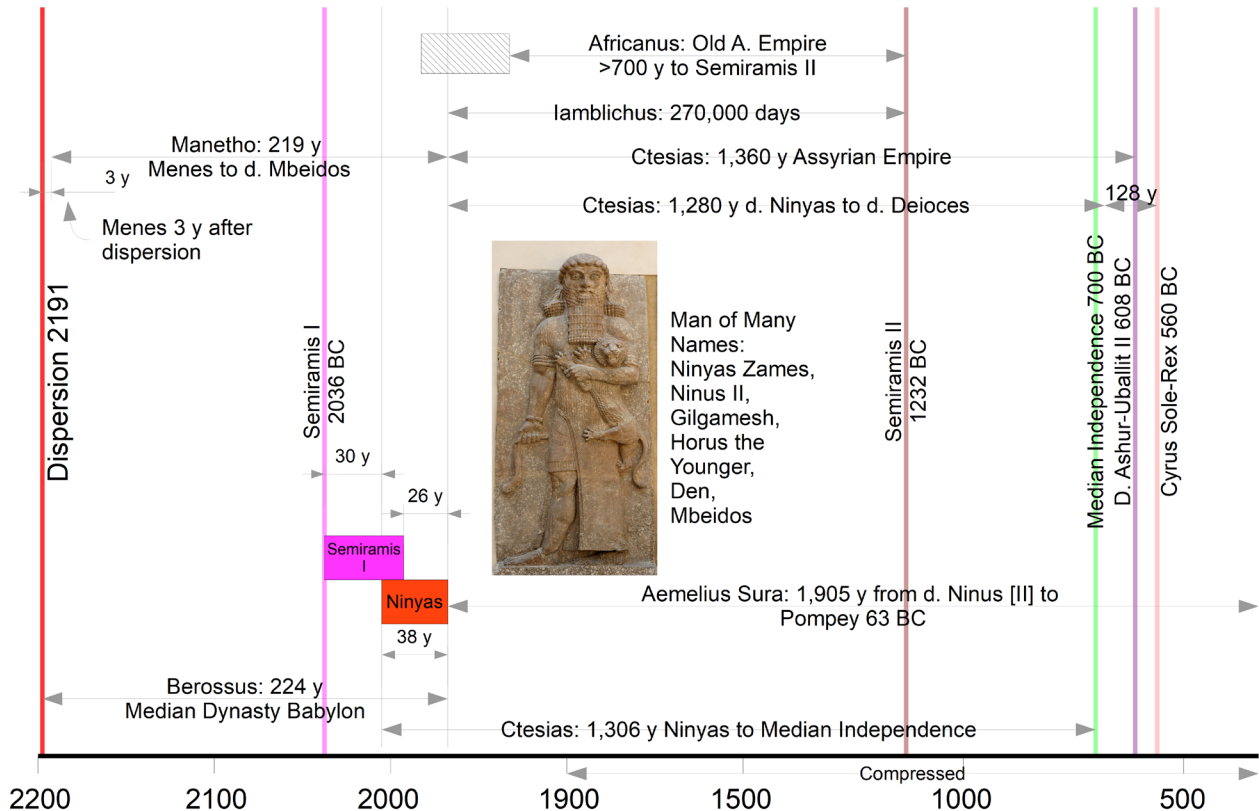 Africanus: Old A. Empire
>700 y to Semiramis II
Iamblichus: 270,000 days
Manetho: 219 y
Menes to d. Mbeidos
Ctesias: 1,360 y Assyrian Empire
3 y
128 y
Ctesias: 1,280 y d. Ninyas to d. Deioces
Menes 3 y after
dispersion
Dispersion 2191
Semiramis I
2036 BC
Man of Many
Names:
Ninyas Zames,
Ninus II,
Gilgamesh,
Horus the
Younger,
Den,
Mbeidos
Semiramis II
1232 BC
Median Independence 700 BC
D. Ashur-Uballit II 608 BC
Cyrus Sole-Rex 560 BC
30 y
26 y
Semiramis
I
Ninyas
Aemelius Sura: 1,905 y from d. Ninus [II] to
Pompey 63 BC
38 y
Berossus: 224 y
Median Dynasty Babylon
Ctesias: 1,306 y Ninyas to Median Independence
Compressed
2200 2100 2000 1900 1500 1000 500